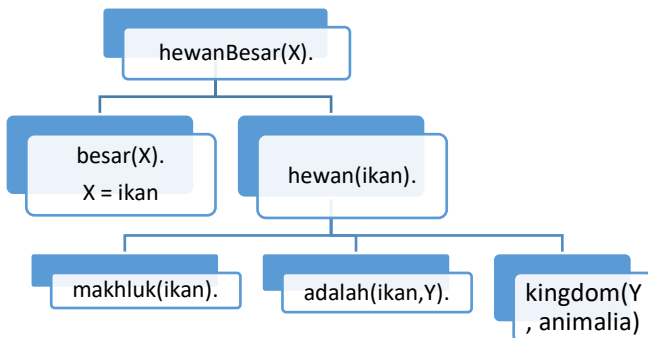 hewanBesar(X).
besar(X).
X = ikan
hewan(ikan).
makhluk(ikan).
adalah(ikan,Y).
kingdom(Y
, animalia)